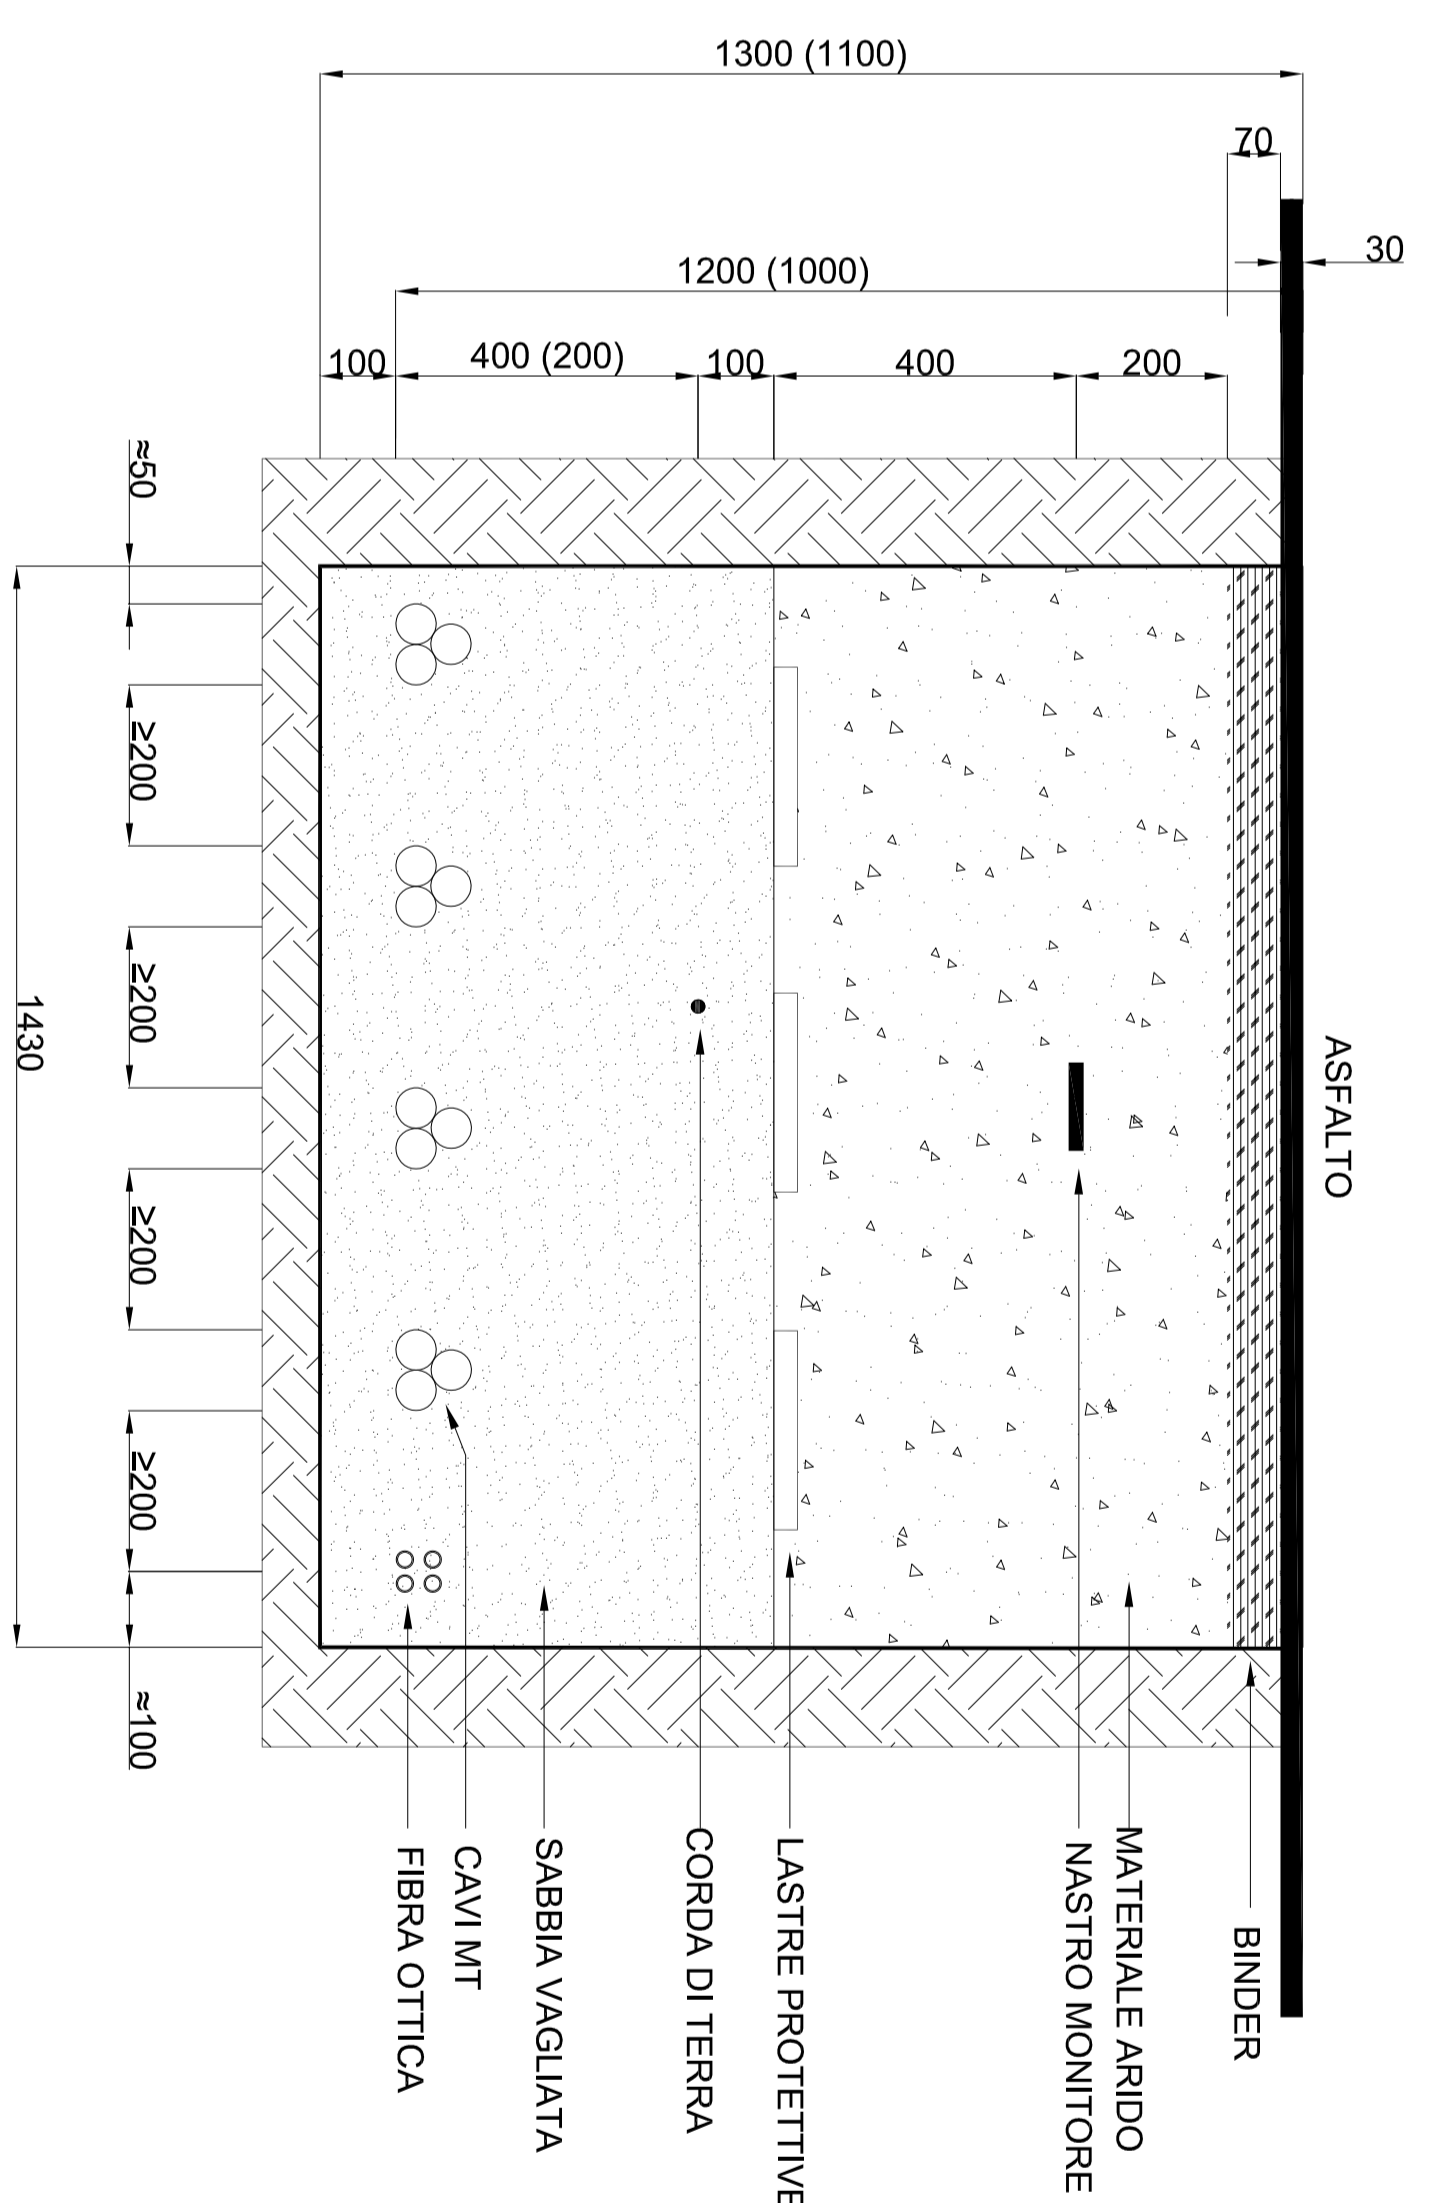 1300 (1100)
70
30
1200 (1000)
100
400 (200)
100
400
200
≈50
≥200
≥200
≥200
≥200
≈100
1430
ASFALTO
BINDER
MATERIALE ARIDO
NASTRO MONITORE
LASTRE PROTETTIVE
CORDA DI TERRA
SABBIA VAGLIATA
CAVI MT
FIBRA OTTICA